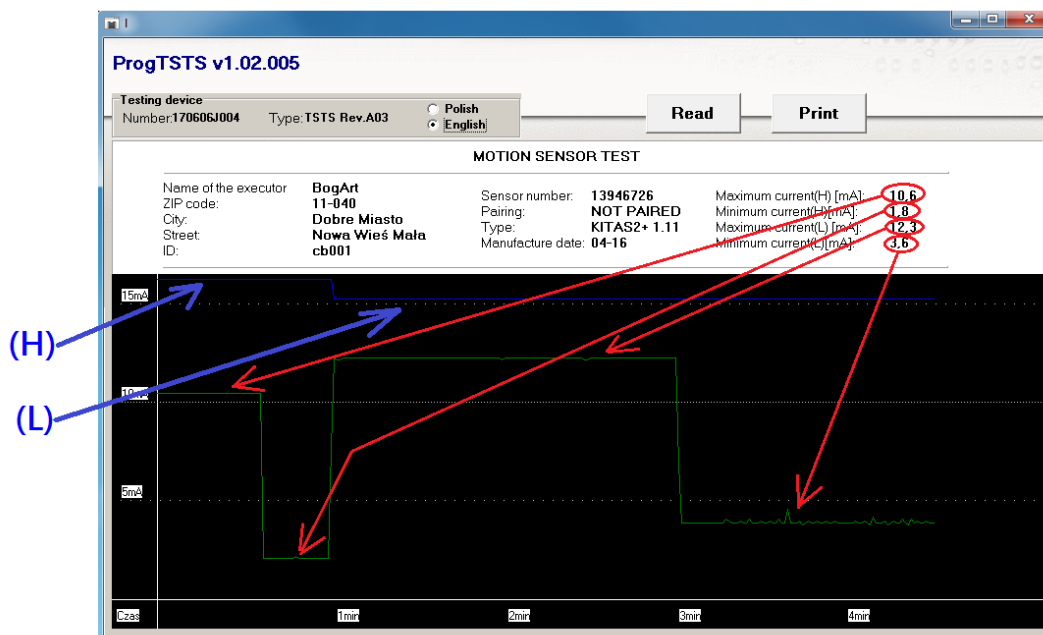 I
ProgTSTS v1.02.005
Testing device
Number:170606J004 Type:TSTS Rev.A03
Polish
English
Read
Print
MOTION SENSOR TEST
Name of the executor BogArt
ZIP code: 11-040
City: Dobre Miasto
Street: Nowa Wieś Mała
ID: cb001
Sensor number: 13946726
Pairing: NOT PAIRED
Type: KITAS2+ 1.11
Manufacture date: 04-16
Maximum current(H) [mA]: 10,6
Minimum current(H)[mA]: 1,8
Maximum current(L) [mA]: 12,3
Minimum current(L)[mA]: 3,6
15mA
(H)
10mA
(L)
5mA
Czas 1min 2min 3min 4min